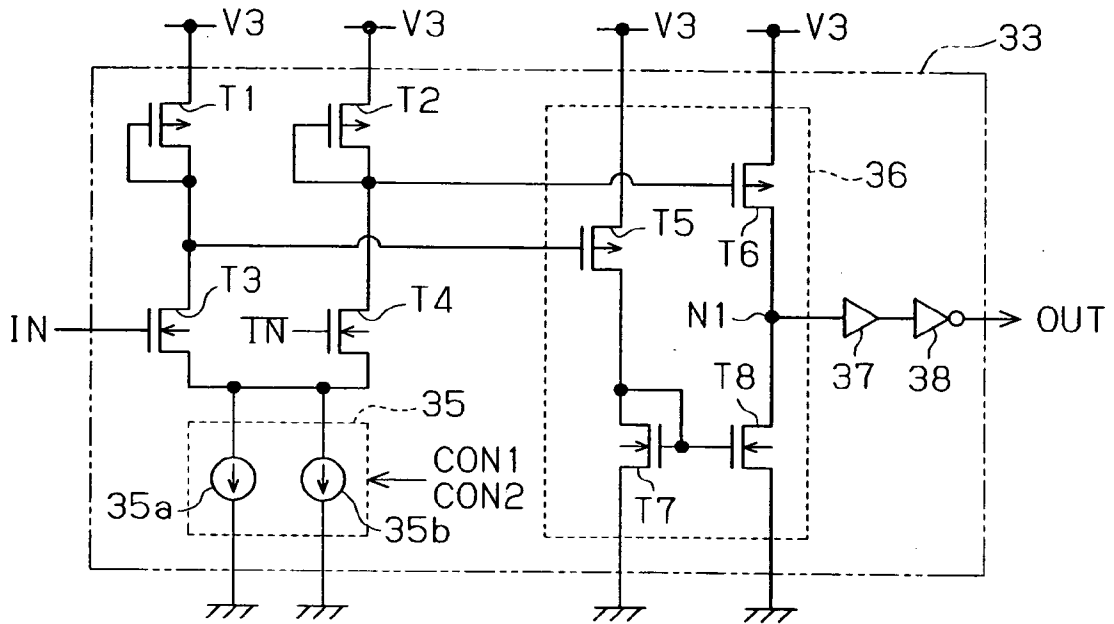 V3 V3 V3 V3
33
T1 T2
36
T5
T6
T3 T4
IN I̅N̅ N1 OUT
37 38
T8
35
CON1
CON2
35a 35b
T7